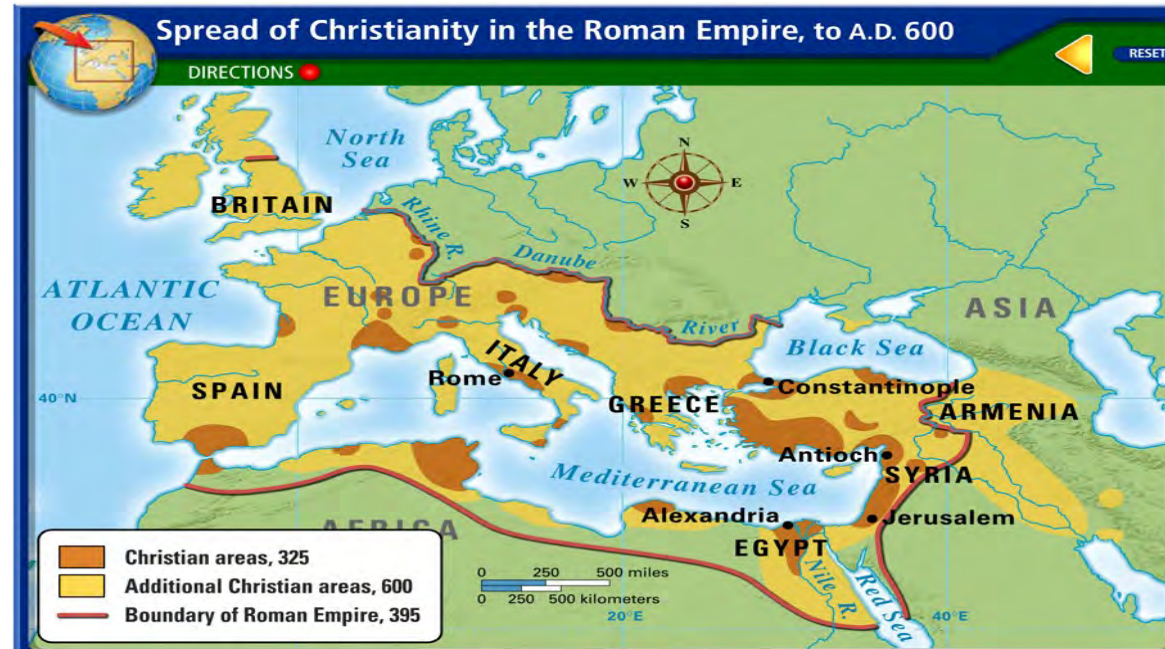 Spread of Christianity in the Roman Empire, to A.D. 600
DIRECTIONS
RESET
North
Sea
N
W
E
S
BRITAIN
Rhine R.
Danube
River
ATLANTIC
OCEAN
EUROPE
ASIA
Black Sea
ITALY
Rome
SPAIN
Constantinople
40°N
GREECE
ARMENIA
Antioch
SYRIA
Mediterranean Sea
Alexandria
Jerusalem
AFRICA
EGYPT
Nile R.
Red Sea
Christian areas, 325
Additional Christian areas, 600
Boundary of Roman Empire, 395
0 250 500 miles
0 250 500 kilometers
20°E
40°E